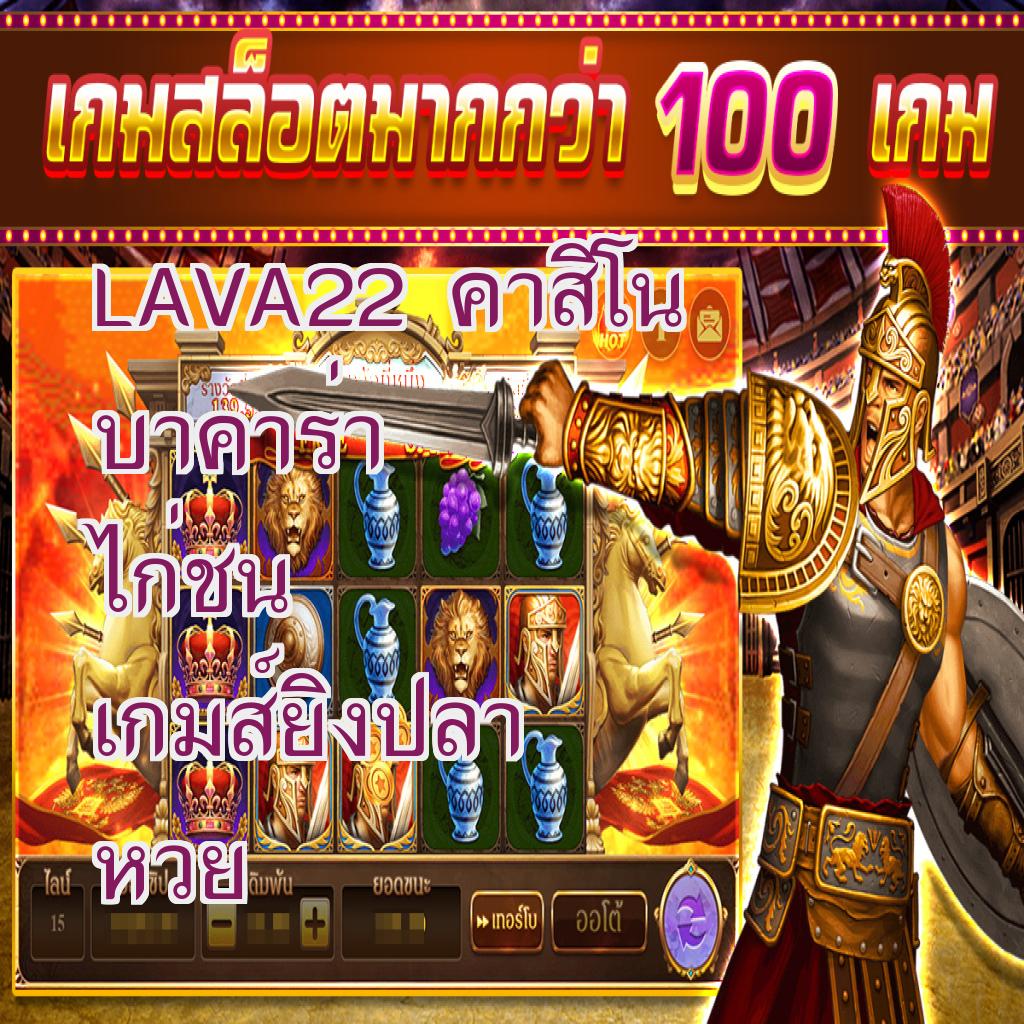 เกมสล็อตมากกว่า 100 เกม
LAVA22 คาสิโน
HOT
บาคาร่า
ไก่ชน
เกมส์ยิงปลา
หวย
ไลน์
ยอดชนะ
15
เทอร์โบ
ออโต้